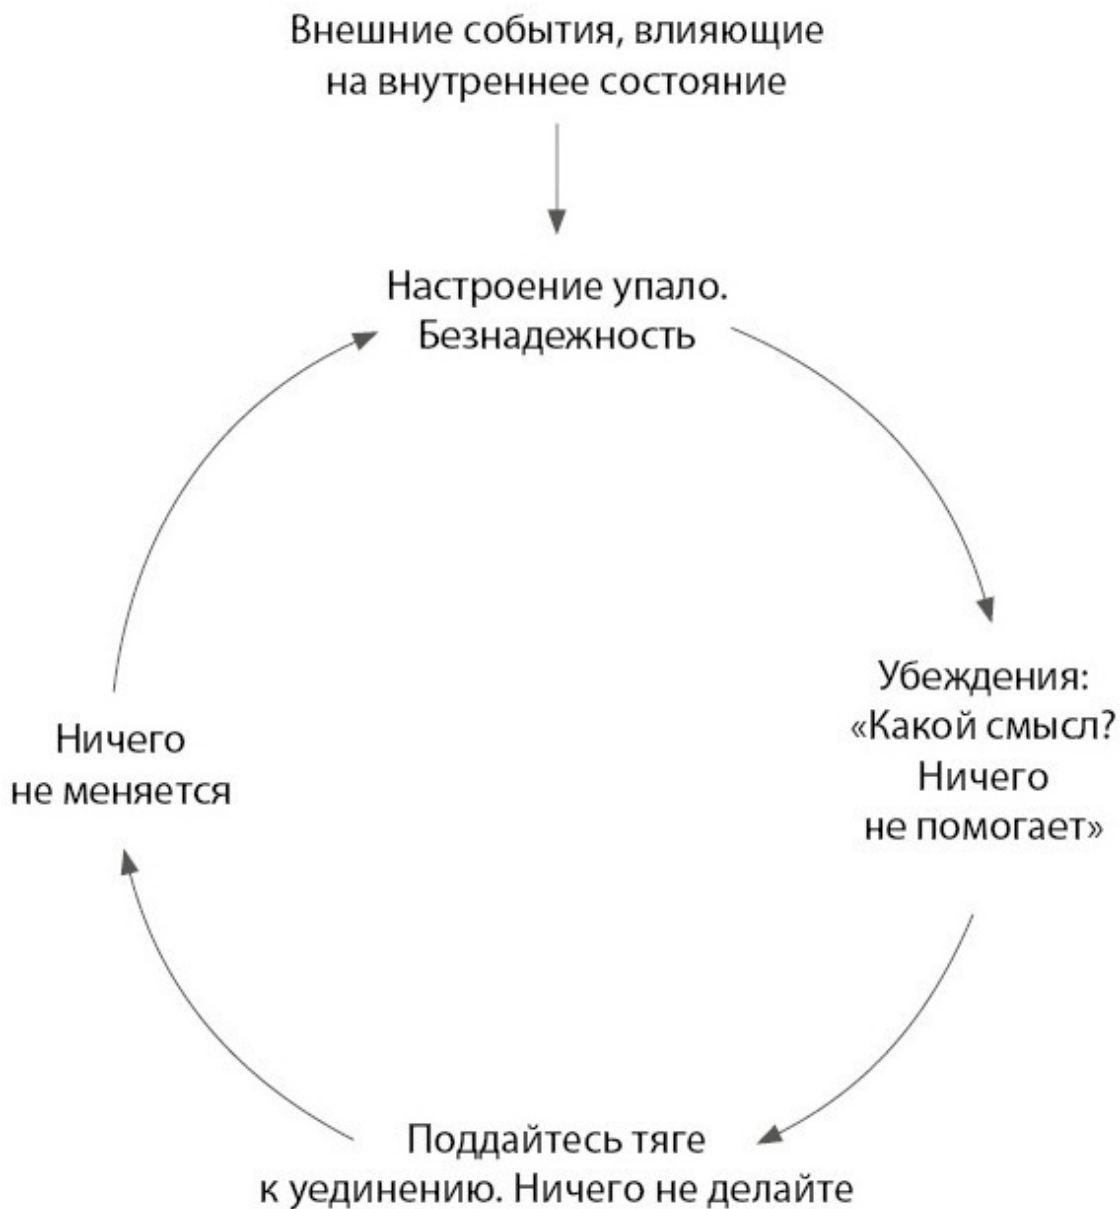 Внешние события, влияющие
на внутреннее состояние
Настроение упало.
Безнадежность
Убеждения:
«Какой смысл?
Ничего
не помогает»
Поддайтесь тяге
к уединению. Ничего не делайте
Ничего
не меняется